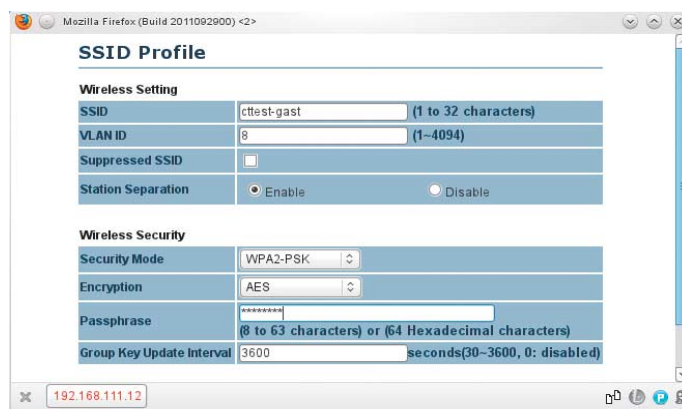 Mozilla Firefox (Build 2011092900) <2>
SSID Profile
Wireless Setting
SSID cttest-gast (1 to 32 characters)
VLAN ID 8 (1~4094)
Suppressed SSID
Station Separation Enable Disable
Wireless Security
Security Mode WPA2-PSK
Encryption AES
Passphrase ********
(8 to 63 characters) or (64 Hexadecimal characters)
Group Key Update Interval 3600 seconds(30~3600, 0: disabled)
192.168.111.12